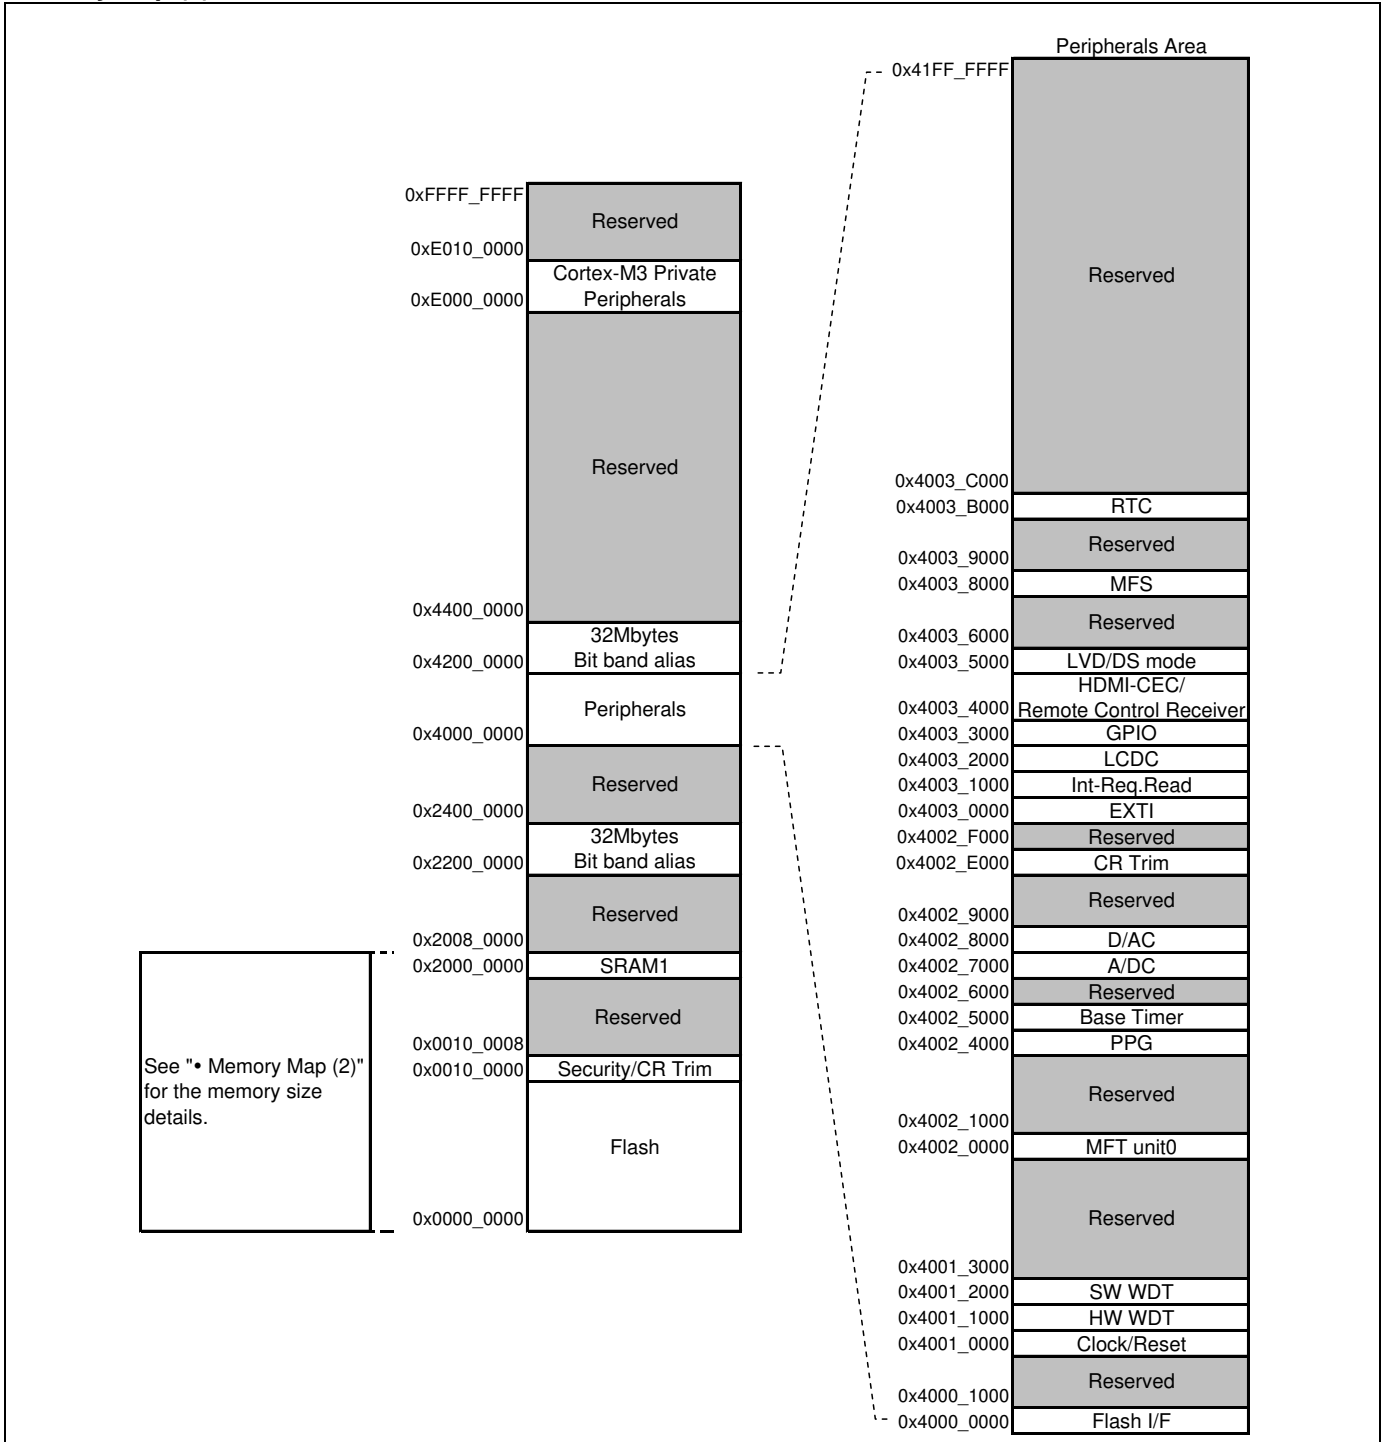 Peripherals Area
0x41FF_FFFF
Reserved
0x4003_C000
0x4003_B000 RTC
Reserved
0x4003_9000
0x4003_8000 MFS
Reserved
0x4003_6000
0x4003_5000 LVD/DS mode
HDMI-CEC/
0x4003_4000 Remote Control Receiver
0x4003_3000 GPIO
0x4003_2000 LCDC
0x4003_1000 Int-Req.Read
0x4003_0000 EXTI
0x4002_F000 Reserved
0x4002_E000 CR Trim
Reserved
0x4002_9000
0x4002_8000 D/AC
0x4002_7000 A/DC
0x4002_6000 Reserved
0x4002_5000 Base Timer
0x4002_4000 PPG
Reserved
0x4002_1000
0x4002_0000 MFT unit0
Reserved
0x4001_3000
0x4001_2000 SW WDT
0x4001_1000 HW WDT
0x4001_0000 Clock/Reset
Reserved
0x4000_1000
0x4000_0000 Flash I/F
0xFFFF_FFFF
Reserved
0xE010_0000
Cortex-M3 Private
0xE000_0000 Peripherals
Reserved
0x4400_0000
32Mbytes
0x4200_0000 Bit band alias
Peripherals
0x4000_0000
Reserved
0x2400_0000
32Mbytes
0x2200_0000 Bit band alias
Reserved
0x2008_0000
0x2000_0000 SRAM1
Reserved
0x0010_0008
0x0010_0000 Security/CR Trim
Flash
0x0000_0000
See "• Memory Map (2)"
for the memory size
details.